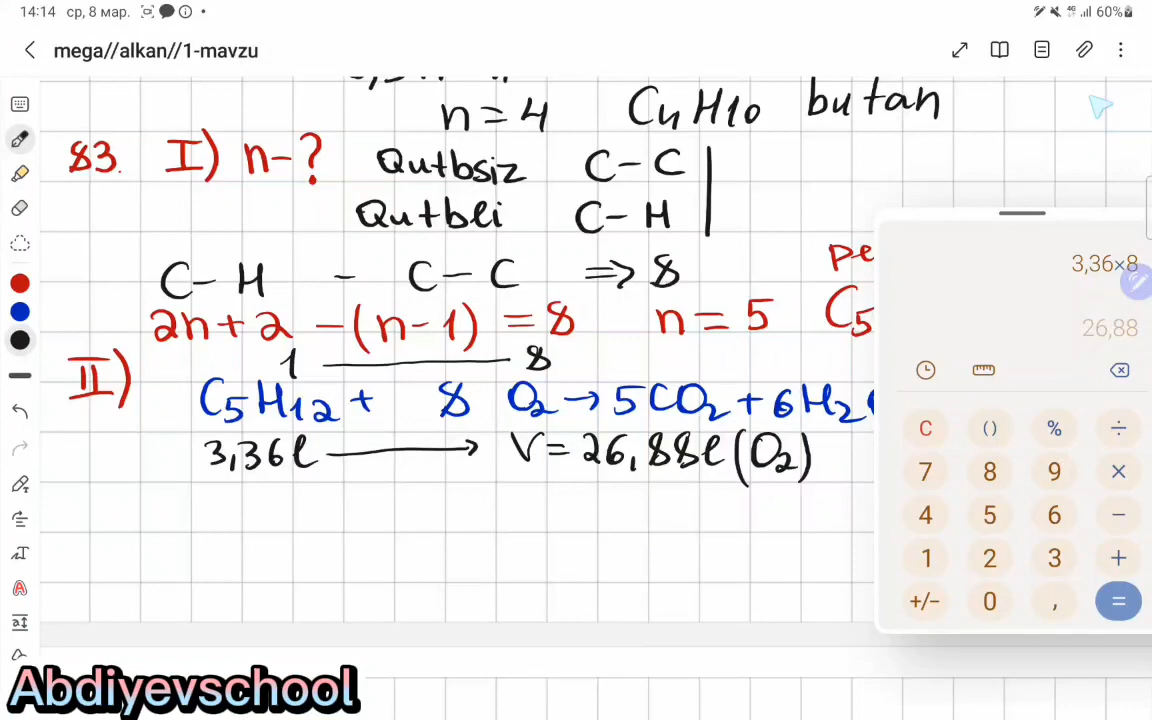 14:14 ср, 8 мар.
4G 60%
mega//alkan//1-mavzu
n = 4 C4H10 butan
83. I) n-? Qutbsiz C-C
Qutbli C-H
C-H - C-C => 8
2n+2 -(n-1) = 8 n = 5 C5
1 8
II) C5H12 + 8 O2 → 5CO2 + 6H2
3,36l → V = 26,88l (O2)
3,36×8
26,88
C () % ÷
7 8 9 ×
4 5 6 −
1 2 3 +
+/− 0 , =
Abdiyevschool